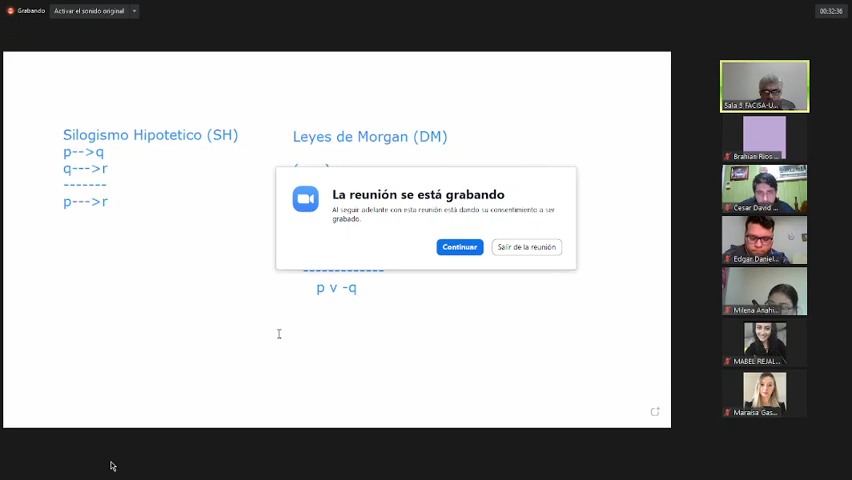 Grabando
Activar el sonido original
00:32:36
Silogismo Hipotetico (SH)
p-->q
q--->r
-------
p--->r
Leyes de Morgan (DM)
p v -q
La reunión se está grabando
Al seguir adelante con esta reunión está dando su consentimiento a ser
grabado.
Continuar
Salir de la reunión
Sala 5 FACISA-U...
Brahian Rios ...
Cesar David ...
Edgar Daniel...
Milena Anahi...
MABEL REJAL...
Maraisa Gas...